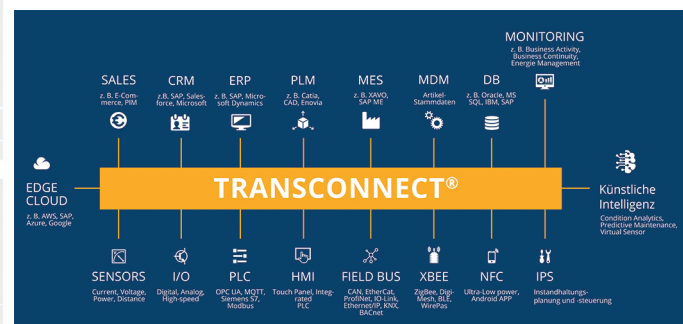 MONITORING
z. B. Business Activity,
Business Continuity,
Energie Management
SALES
z. B. E-Com-
merce, PIM
CRM
z.B. SAP, Sales-
force, Microsoft
ERP
z. B. SAP, Micro-
soft Dynamics
PLM
z. B. Catia,
CAD, Enovia
MES
z. B. XAVO,
SAP ME
MDM
Artikel-
Stammdaten
DB
z. B. Oracle, MS
SQL, IBM, SAP
EDGE
CLOUD
z. B. AWS, SAP,
Azure, Google
TRANSCONNECT®
Künstliche
Intelligenz
Condition Analytics,
Predictive Maintenance,
Virtual Sensor
SENSORS
Current, Voltage,
Power, Distance
I/O
Digital, Analog,
High-speed
PLC
OPC UA, MQTT,
Siemens S7,
Modbus
HMI
Touch Panel, Integ-
rated
PLC
FIELD BUS
CAN, EtherCat,
ProfiNet, IO-Link,
Ethernet/IP, KNX,
BACnet
XBEE
ZigBee, Digi-
Mesh, BLE,
WirePas
NFC
Ultra-Low power,
Android APP
IPS
Instandhaltungs-
planung und -steuerung